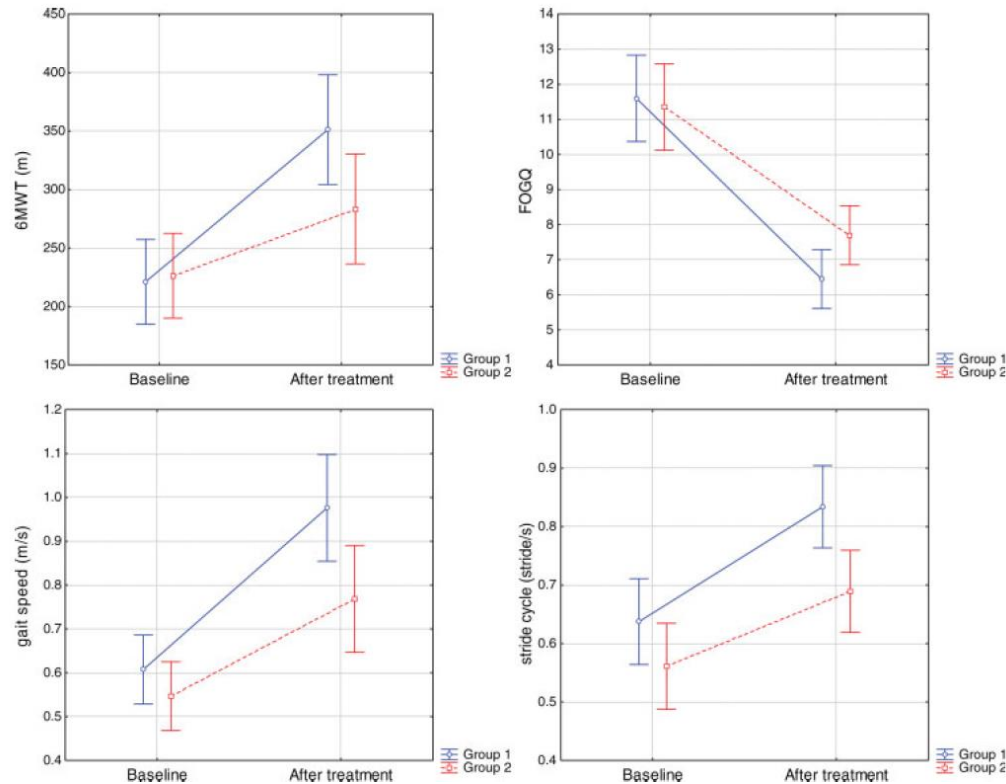 450
400
350
300
250
200
150
6MWT (m)
Baseline
After treatment
Group 1
Group 2
14
13
12
11
10
9
8
7
6
5
4
FOGQ
Baseline
After treatment
Group 1
Group 2
1.2
1.1
1.0
0.9
0.8
0.7
0.6
0.5
0.4
gait speed (m/s)
Baseline
After treatment
Group 1
Group 2
1.0
0.9
0.8
0.7
0.6
0.5
0.4
stride cycle (stride/s)
Baseline
After treatment
Group 1
Group 2